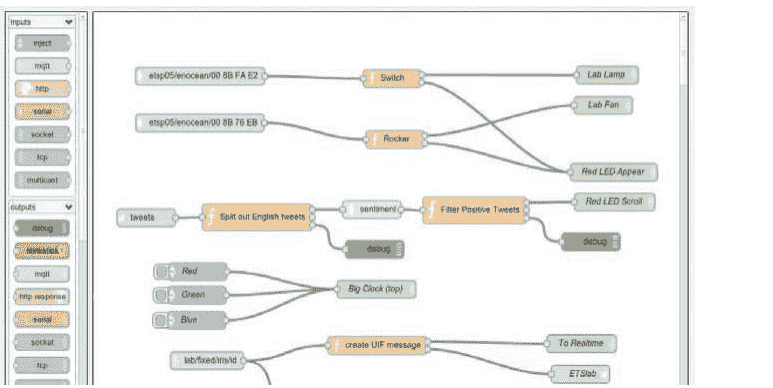 inputs
inject
mqtt
http
serial
socket
tcp
multicast
outputs
debug
mqtt
http response
serial
socket
tcp
etsp05/enocean/00 8B FA E2
Switch
Lab Lamp
Lab Fan
etsp05/enocean/00 8B 76 EB
Rocker
Red LED Appear
tweets
Split out English tweets
sentiment
Filter Positive Tweets
Red LED Scroll
debug
debug
Red
Green
Blue
Big Clock (top)
lab/fixed/iris/id
create UIF message
To Realtime
ETSlab